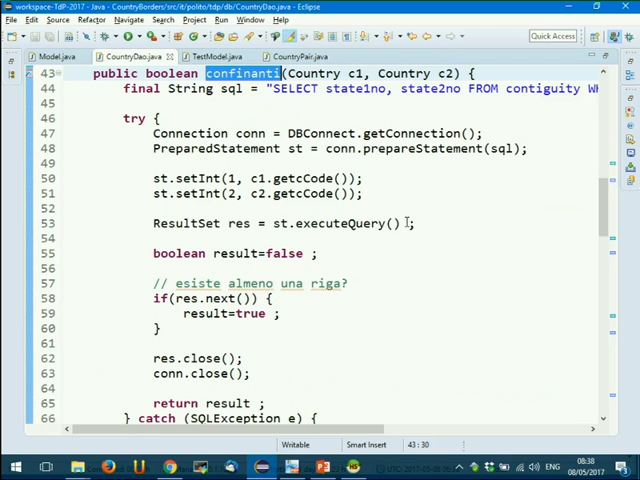 workspace-TdP-2017 - Java - CountryBorders/src/it/polito/tdp/db/CountryDao.java - Eclipse
File Edit Source Refactor Navigate Search Project Run Window Help
Quick Access
Model.java CountryDao.java TestModel.java CountryPair.java
43 public boolean confinanti(Country c1, Country c2) {
44 final String sql = "SELECT state1no, state2no FROM contiguity WH
45
46 try {
47 Connection conn = DBConnect.getConnection();
48 PreparedStatement st = conn.prepareStatement(sql);
49
50 st.setInt(1, c1.getcCode());
51 st.setInt(2, c2.getcCode());
52
53 ResultSet res = st.executeQuery() ;
54
55 boolean result=false ;
56
57 // esiste almeno una riga?
58 if(res.next()) {
59 result=true ;
60 }
61
62 res.close();
63 conn.close();
64
65 return result ;
66 } catch (SQLException e) {
Writable Smart Insert 43 : 30
ENG
08:38
08/05/2017